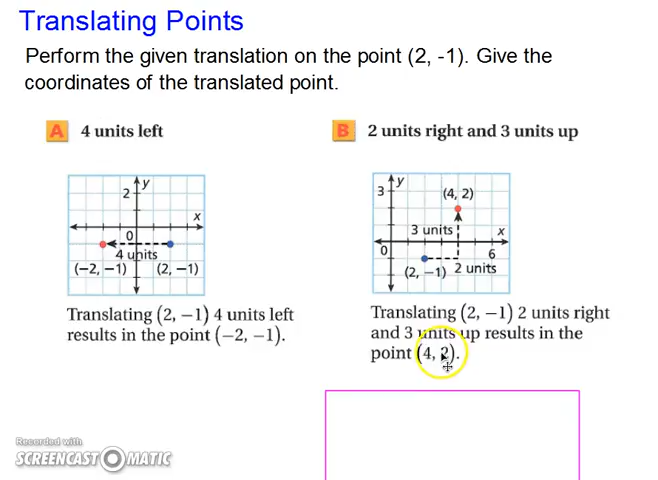 Translating Points
Perform the given translation on the point (2, -1). Give the
coordinates of the translated point.
A 4 units left
B 2 units right and 3 units up
y
2
x
0
4 units
(−2, −1) (2, −1)
y
3
(4, 2)
3 units
x
0
6
(2, −1) 2 units
Translating (2, −1) 4 units left
results in the point (−2, −1).
Translating (2, −1) 2 units right
and 3 units up results in the
point (4, 2).
Recorded with
SCREENCAST MATIC